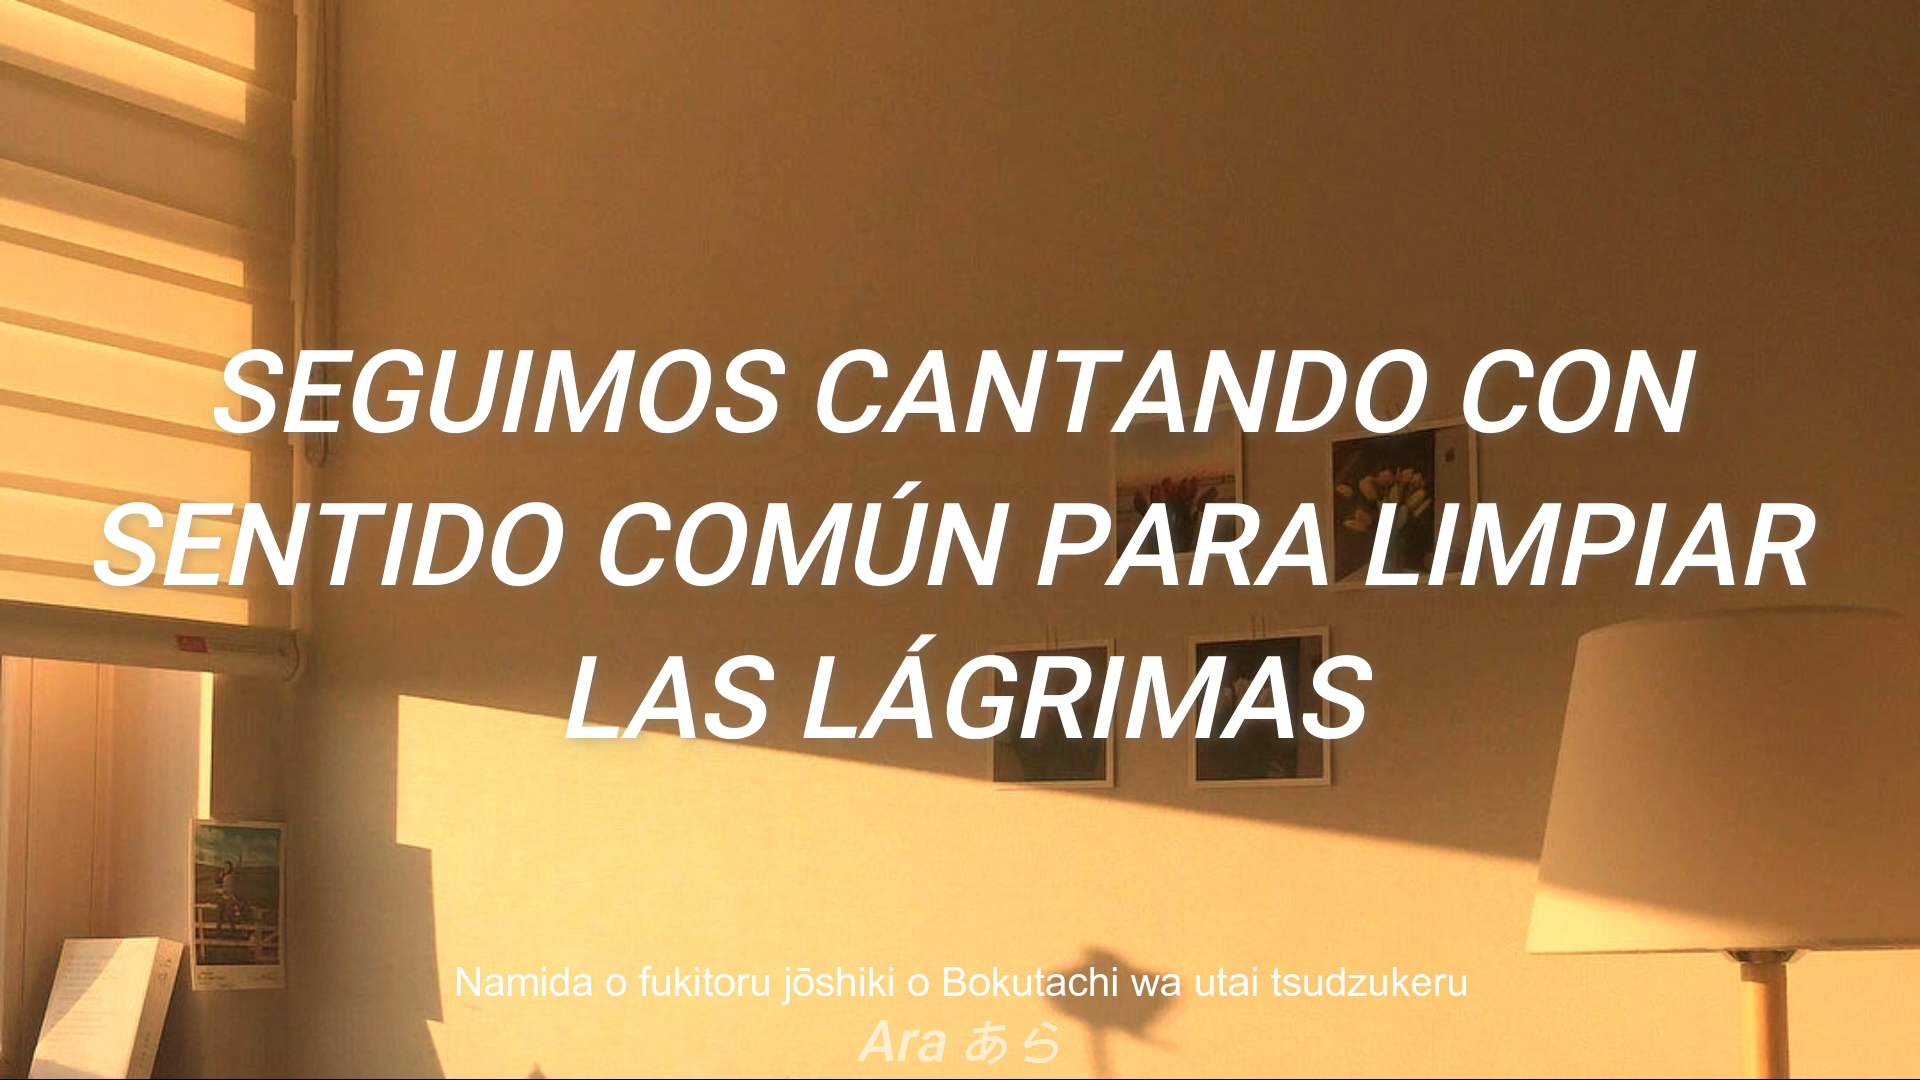 SEGUIMOS CANTANDO CON
SENTIDO COMÚN PARA LIMPIAR
LAS LÁGRIMAS
Namida o fukitoru jōshiki o Bokutachi wa utai tsudzukeru
Ara あら